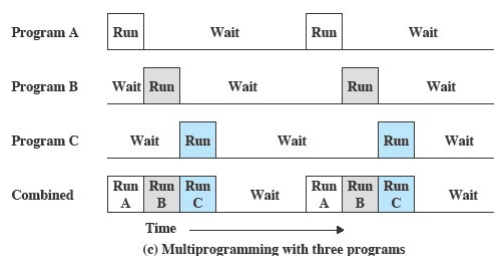 Program A Run Wait Run Wait
Program B Wait Run Wait Run Wait
Program C Wait Run Wait Run Wait
Combined Run A Run B Run C Wait Run A Run B Run C Wait
Time
(c) Multiprogramming with three programs